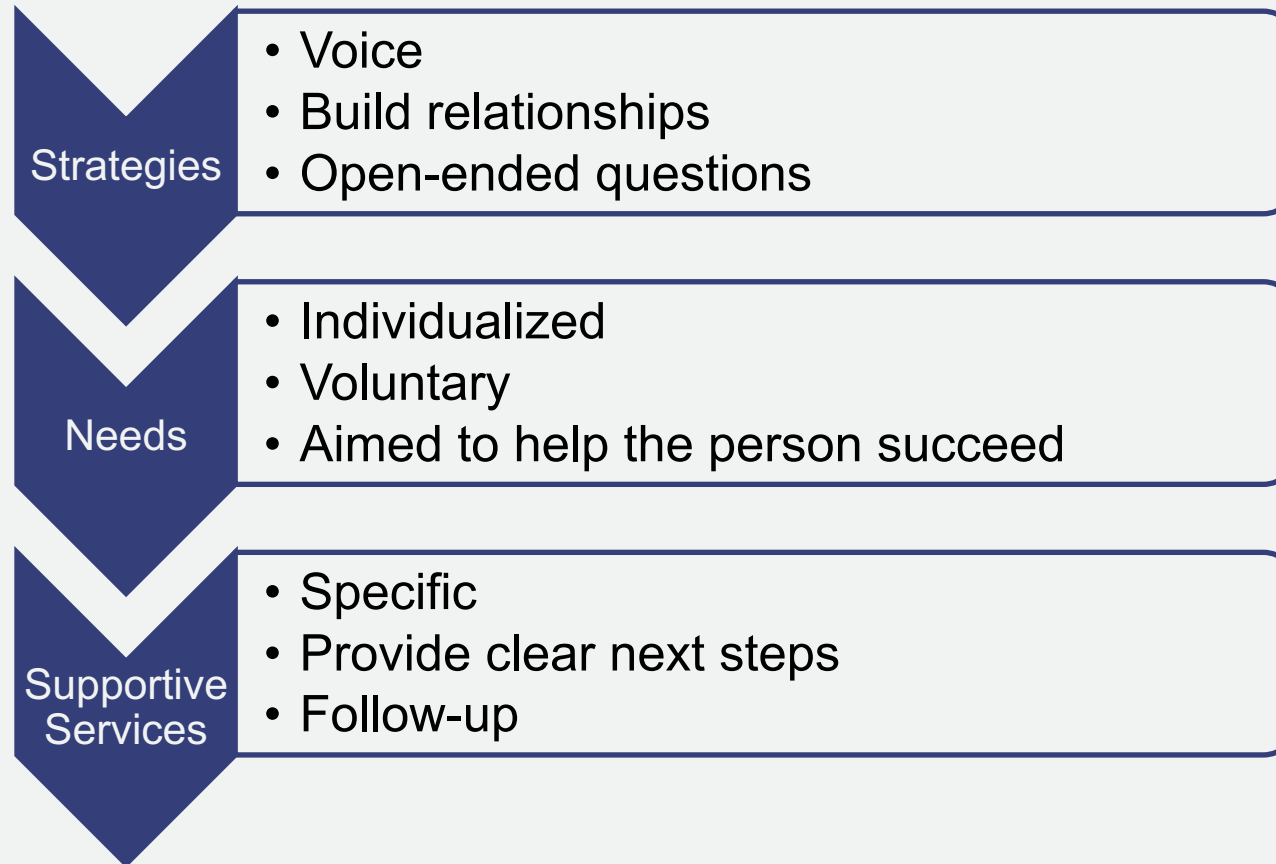 Strategies
• Voice
• Build relationships
• Open-ended questions
Needs
• Individualized
• Voluntary
• Aimed to help the person succeed
Supportive
Services
• Specific
• Provide clear next steps
• Follow-up